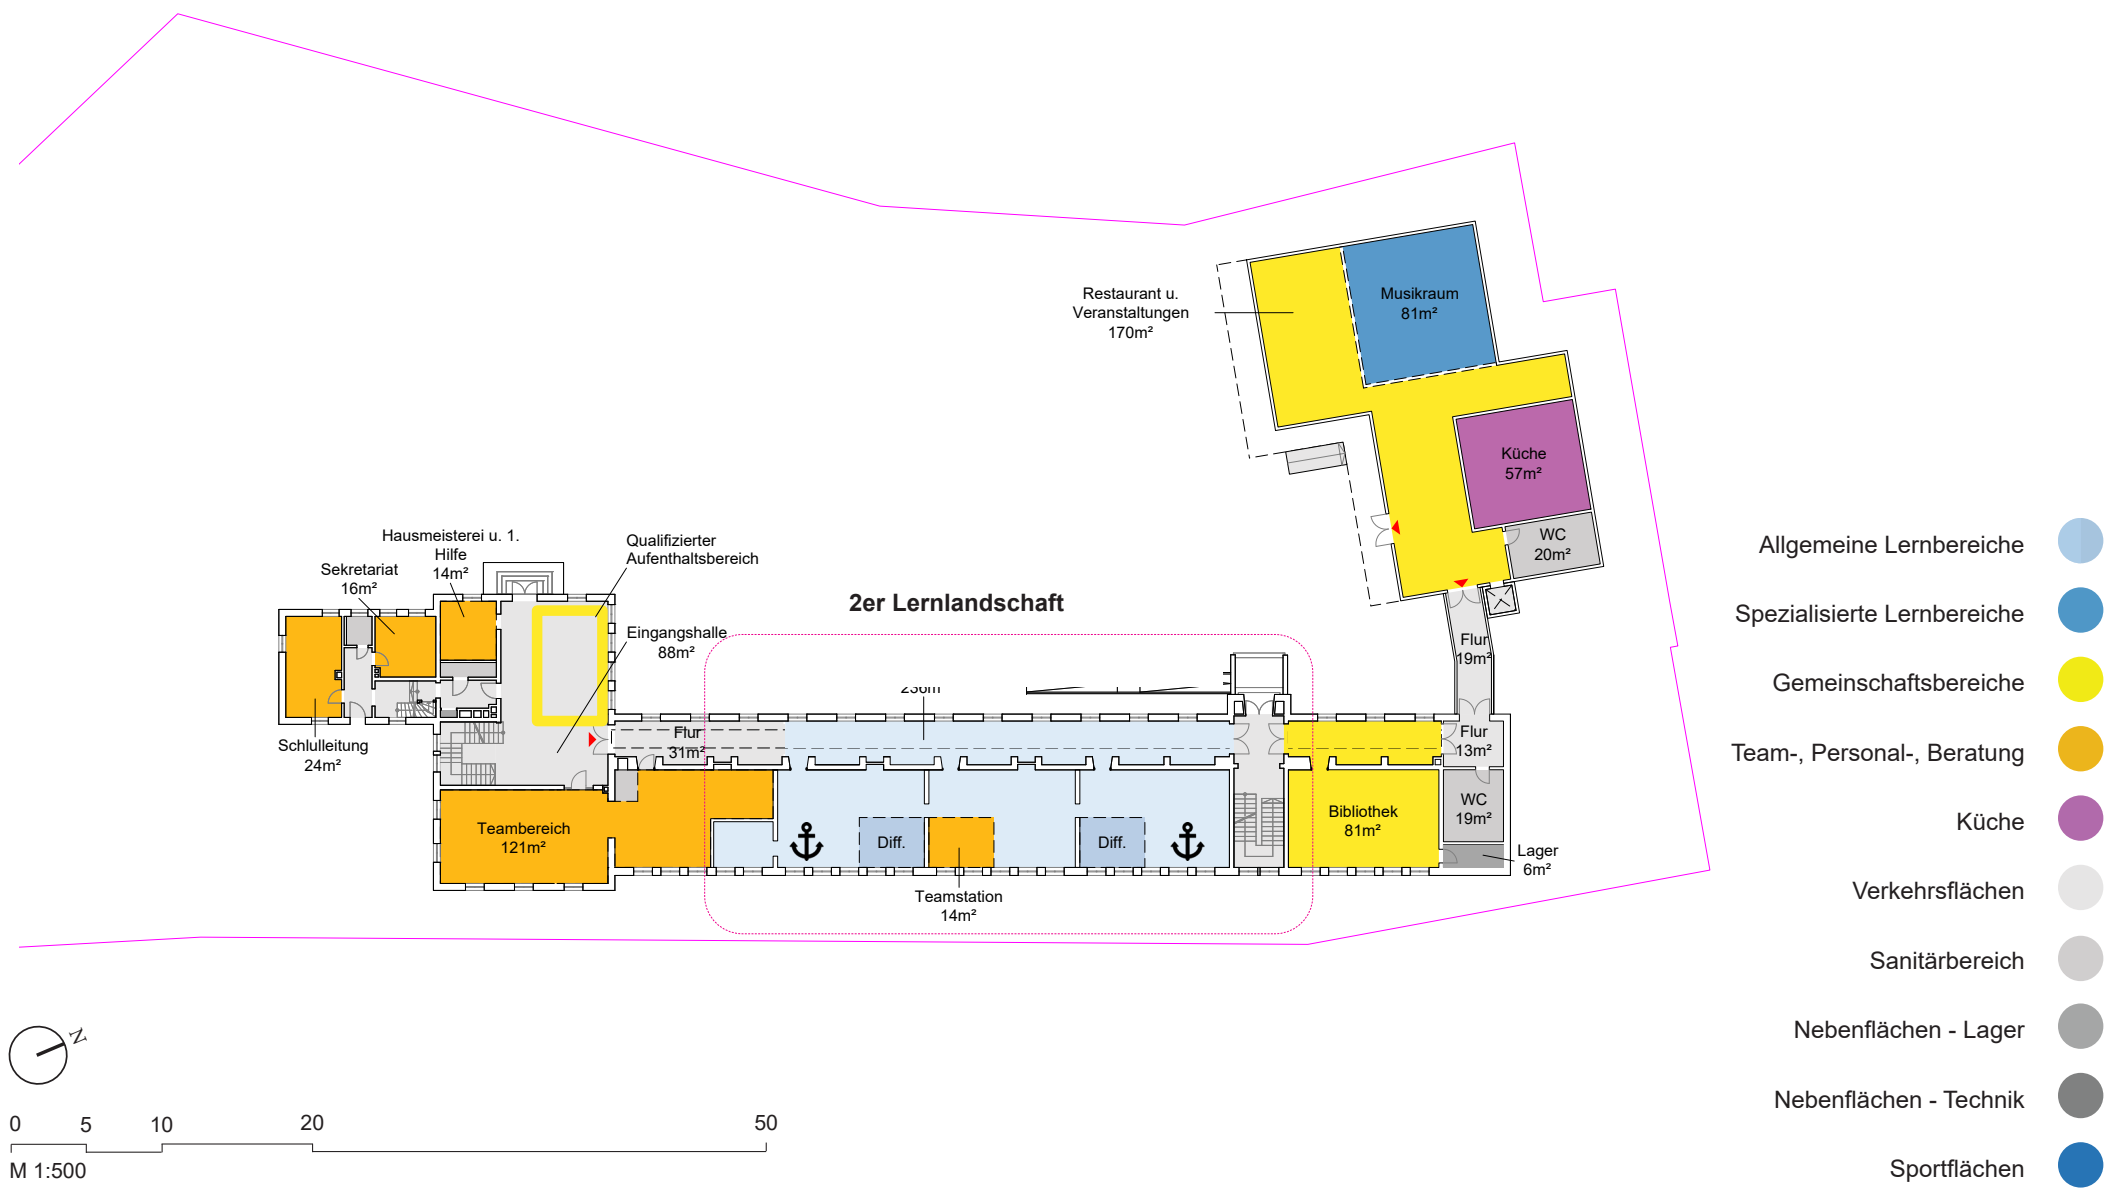 Restaurant u.
Veranstaltungen
170m²
Musikraum
81m²
Küche
57m²
WC
20m²
Hausmeisterei u. 1.
Hilfe
14m²
Sekretariat
16m²
Qualifizierter
Aufenthaltsbereich
Eingangshalle
88m²
2er Lernlandschaft
Flur
19m²
Schlulleitung
24m²
Flur
31m²
Flur
13m²
Teambereich
121m²
Diff.
Diff.
Teamstation
14m²
Bibliothek
81m²
WC
19m²
Lager
6m²
Allgemeine Lernbereiche
Spezialisierte Lernbereiche
Gemeinschaftsbereiche
Team-, Personal-, Beratung
Küche
Verkehrsflächen
Sanitärbereich
Nebenflächen - Lager
Nebenflächen - Technik
Sportflächen
N
0 5 10 20 50
M 1:500